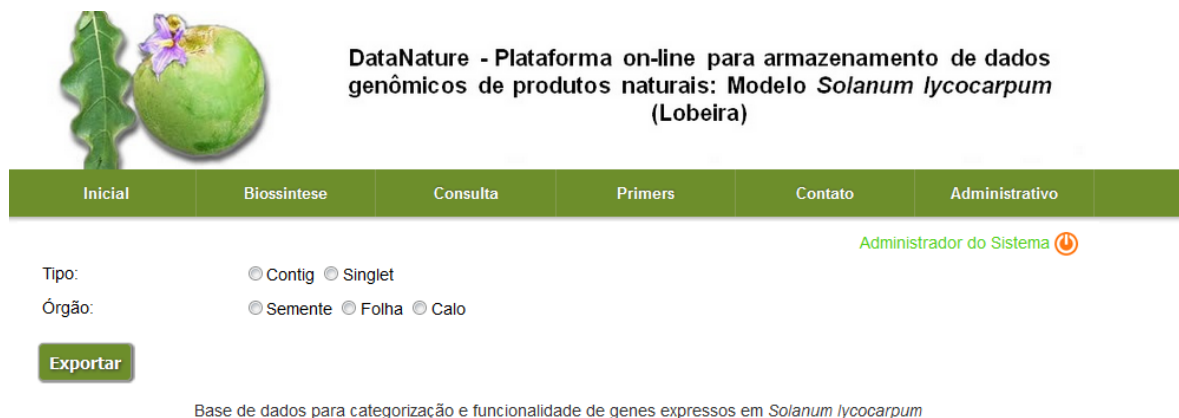 DataNature - Plataforma on-line para armazenamento de dados
genômicos de produtos naturais: Modelo Solanum lycocarpum
(Lobeira)
Inicial Biossintese Consulta Primers Contato Administrativo
Administrador do Sistema
Tipo: Contig Singlet
Órgão: Semente Folha Calo
Exportar
Base de dados para categorização e funcionalidade de genes expressos em Solanum lycocarpum